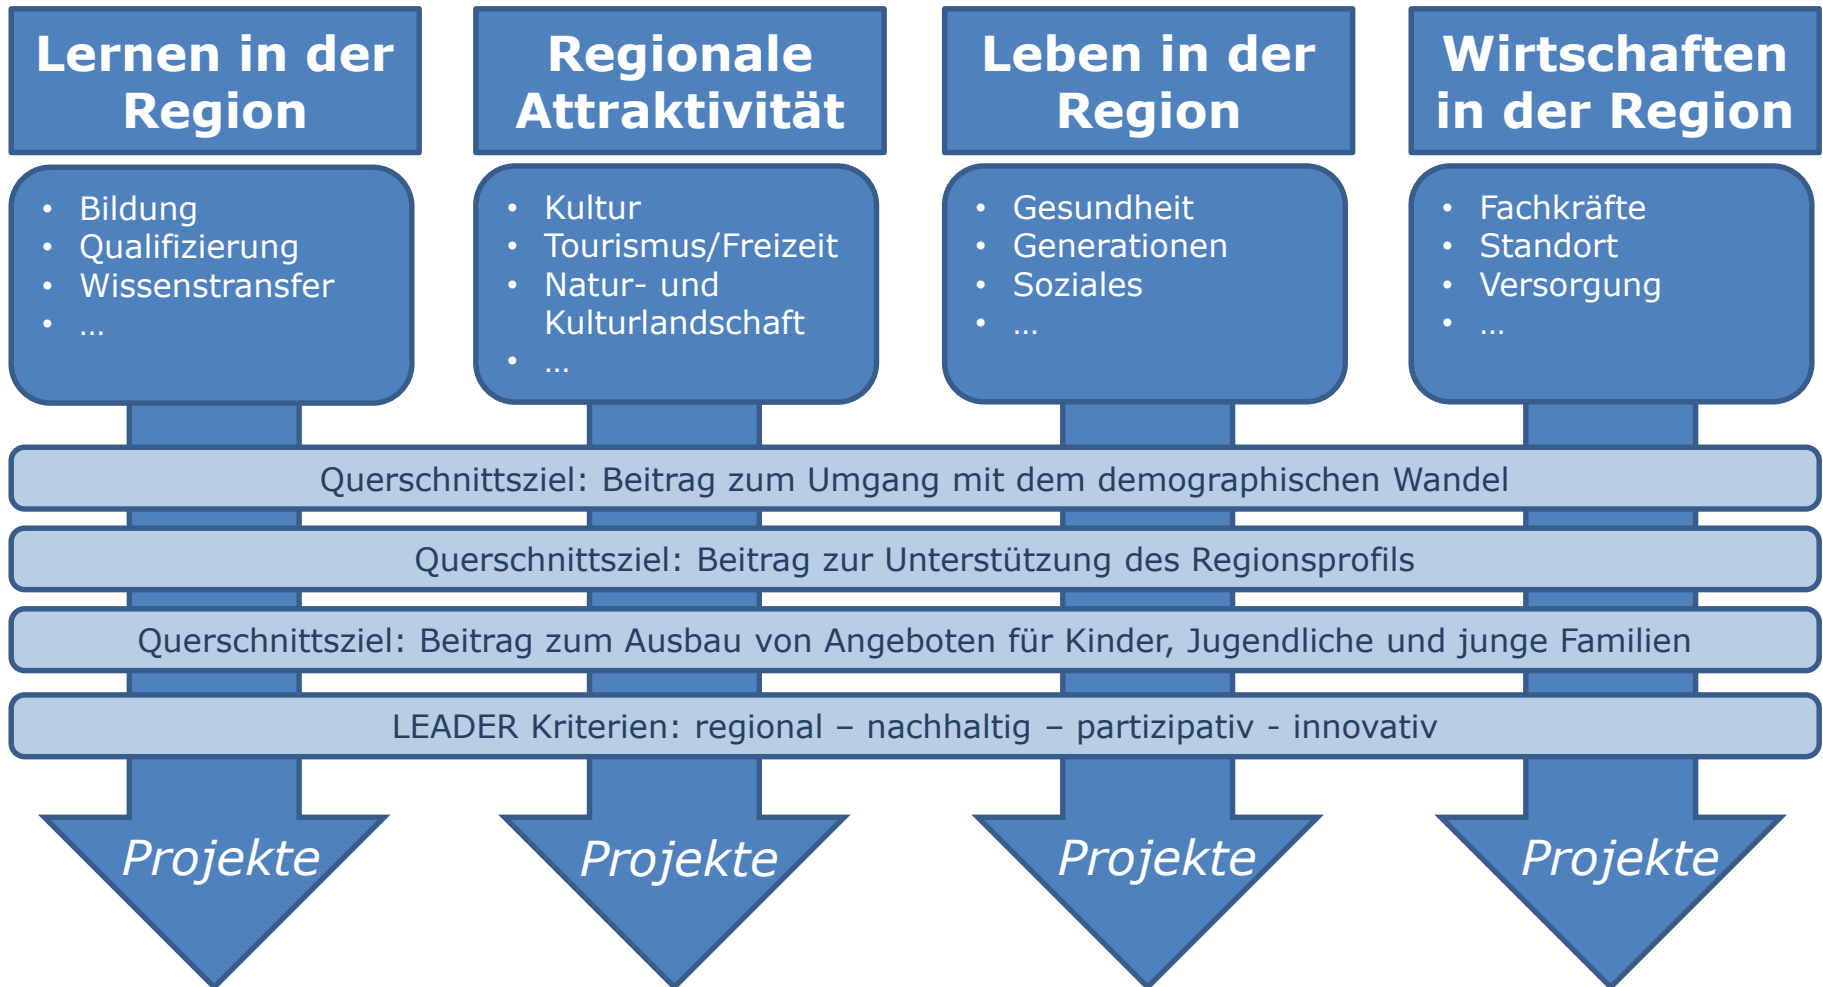 Lernen in der
Region
• Bildung
• Qualifizierung
• Wissenstransfer
• …
Regionale
Attraktivität
• Kultur
• Tourismus/Freizeit
• Natur- und
Kulturlandschaft
• …
Leben in der
Region
• Gesundheit
• Generationen
• Soziales
• …
Wirtschaften
in der Region
• Fachkräfte
• Standort
• Versorgung
• …
Querschnittsziel: Beitrag zum Umgang mit dem demographischen Wandel
Querschnittsziel: Beitrag zur Unterstützung des Regionsprofils
Querschnittsziel: Beitrag zum Ausbau von Angeboten für Kinder, Jugendliche und junge Familien
LEADER Kriterien: regional – nachhaltig – partizipativ - innovativ
Projekte
Projekte
Projekte
Projekte